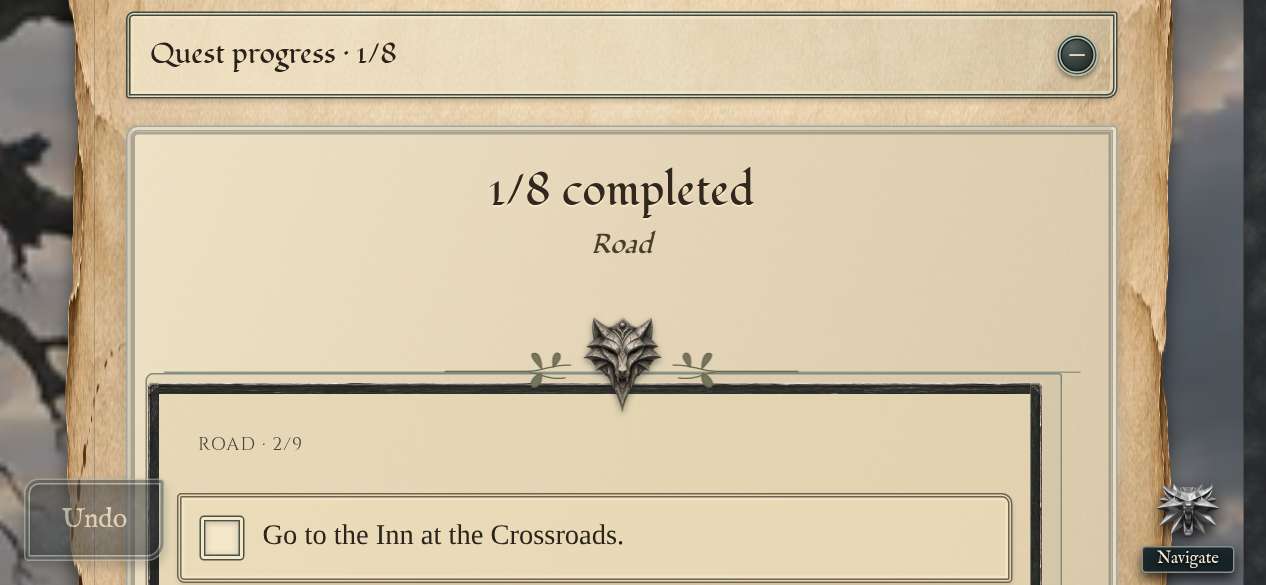 Quest progress · 1/8
1/8 completed
Road
ROAD · 2/9
Go to the Inn at the Crossroads.
Undo
Navigate